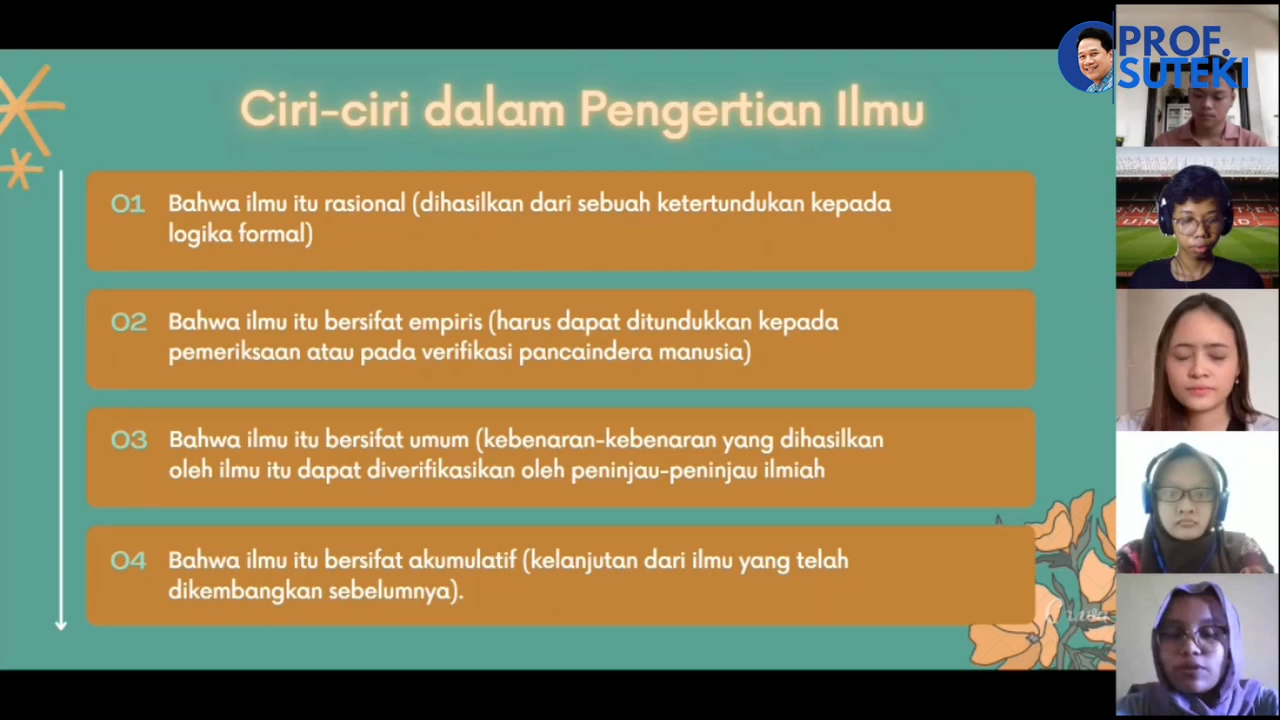 PROF.
SUTEKI
Ciri-ciri dalam Pengertian Ilmu
01 Bahwa ilmu itu rasional (dihasilkan dari sebuah ketertundukan kepada
logika formal)
02 Bahwa ilmu itu bersifat empiris (harus dapat ditundukkan kepada
pemeriksaan atau pada verifikasi pancaindera manusia)
03 Bahwa ilmu itu bersifat umum (kebenaran-kebenaran yang dihasilkan
oleh ilmu itu dapat diverifikasikan oleh peninjau-peninjau ilmiah
04 Bahwa ilmu itu bersifat akumulatif (kelanjutan dari ilmu yang telah
dikembangkan sebelumnya).